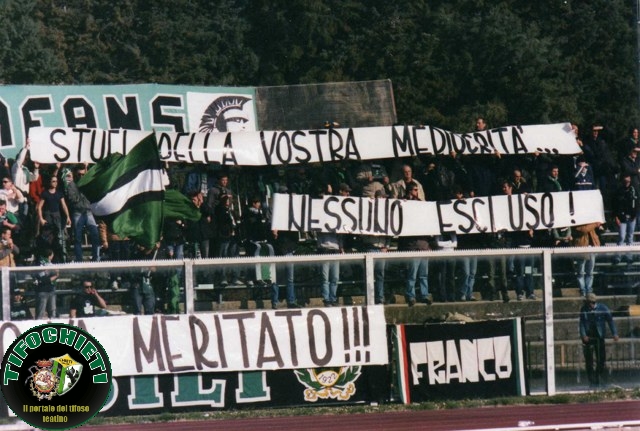 FANS
STUFI DELLA VOSTRA MEDIOCRITÀ...
NESSUNO ESCLUSO!
MERITATO!!!
FRANCO
TIFOCHIETI
Il portale del tifoso
teatino